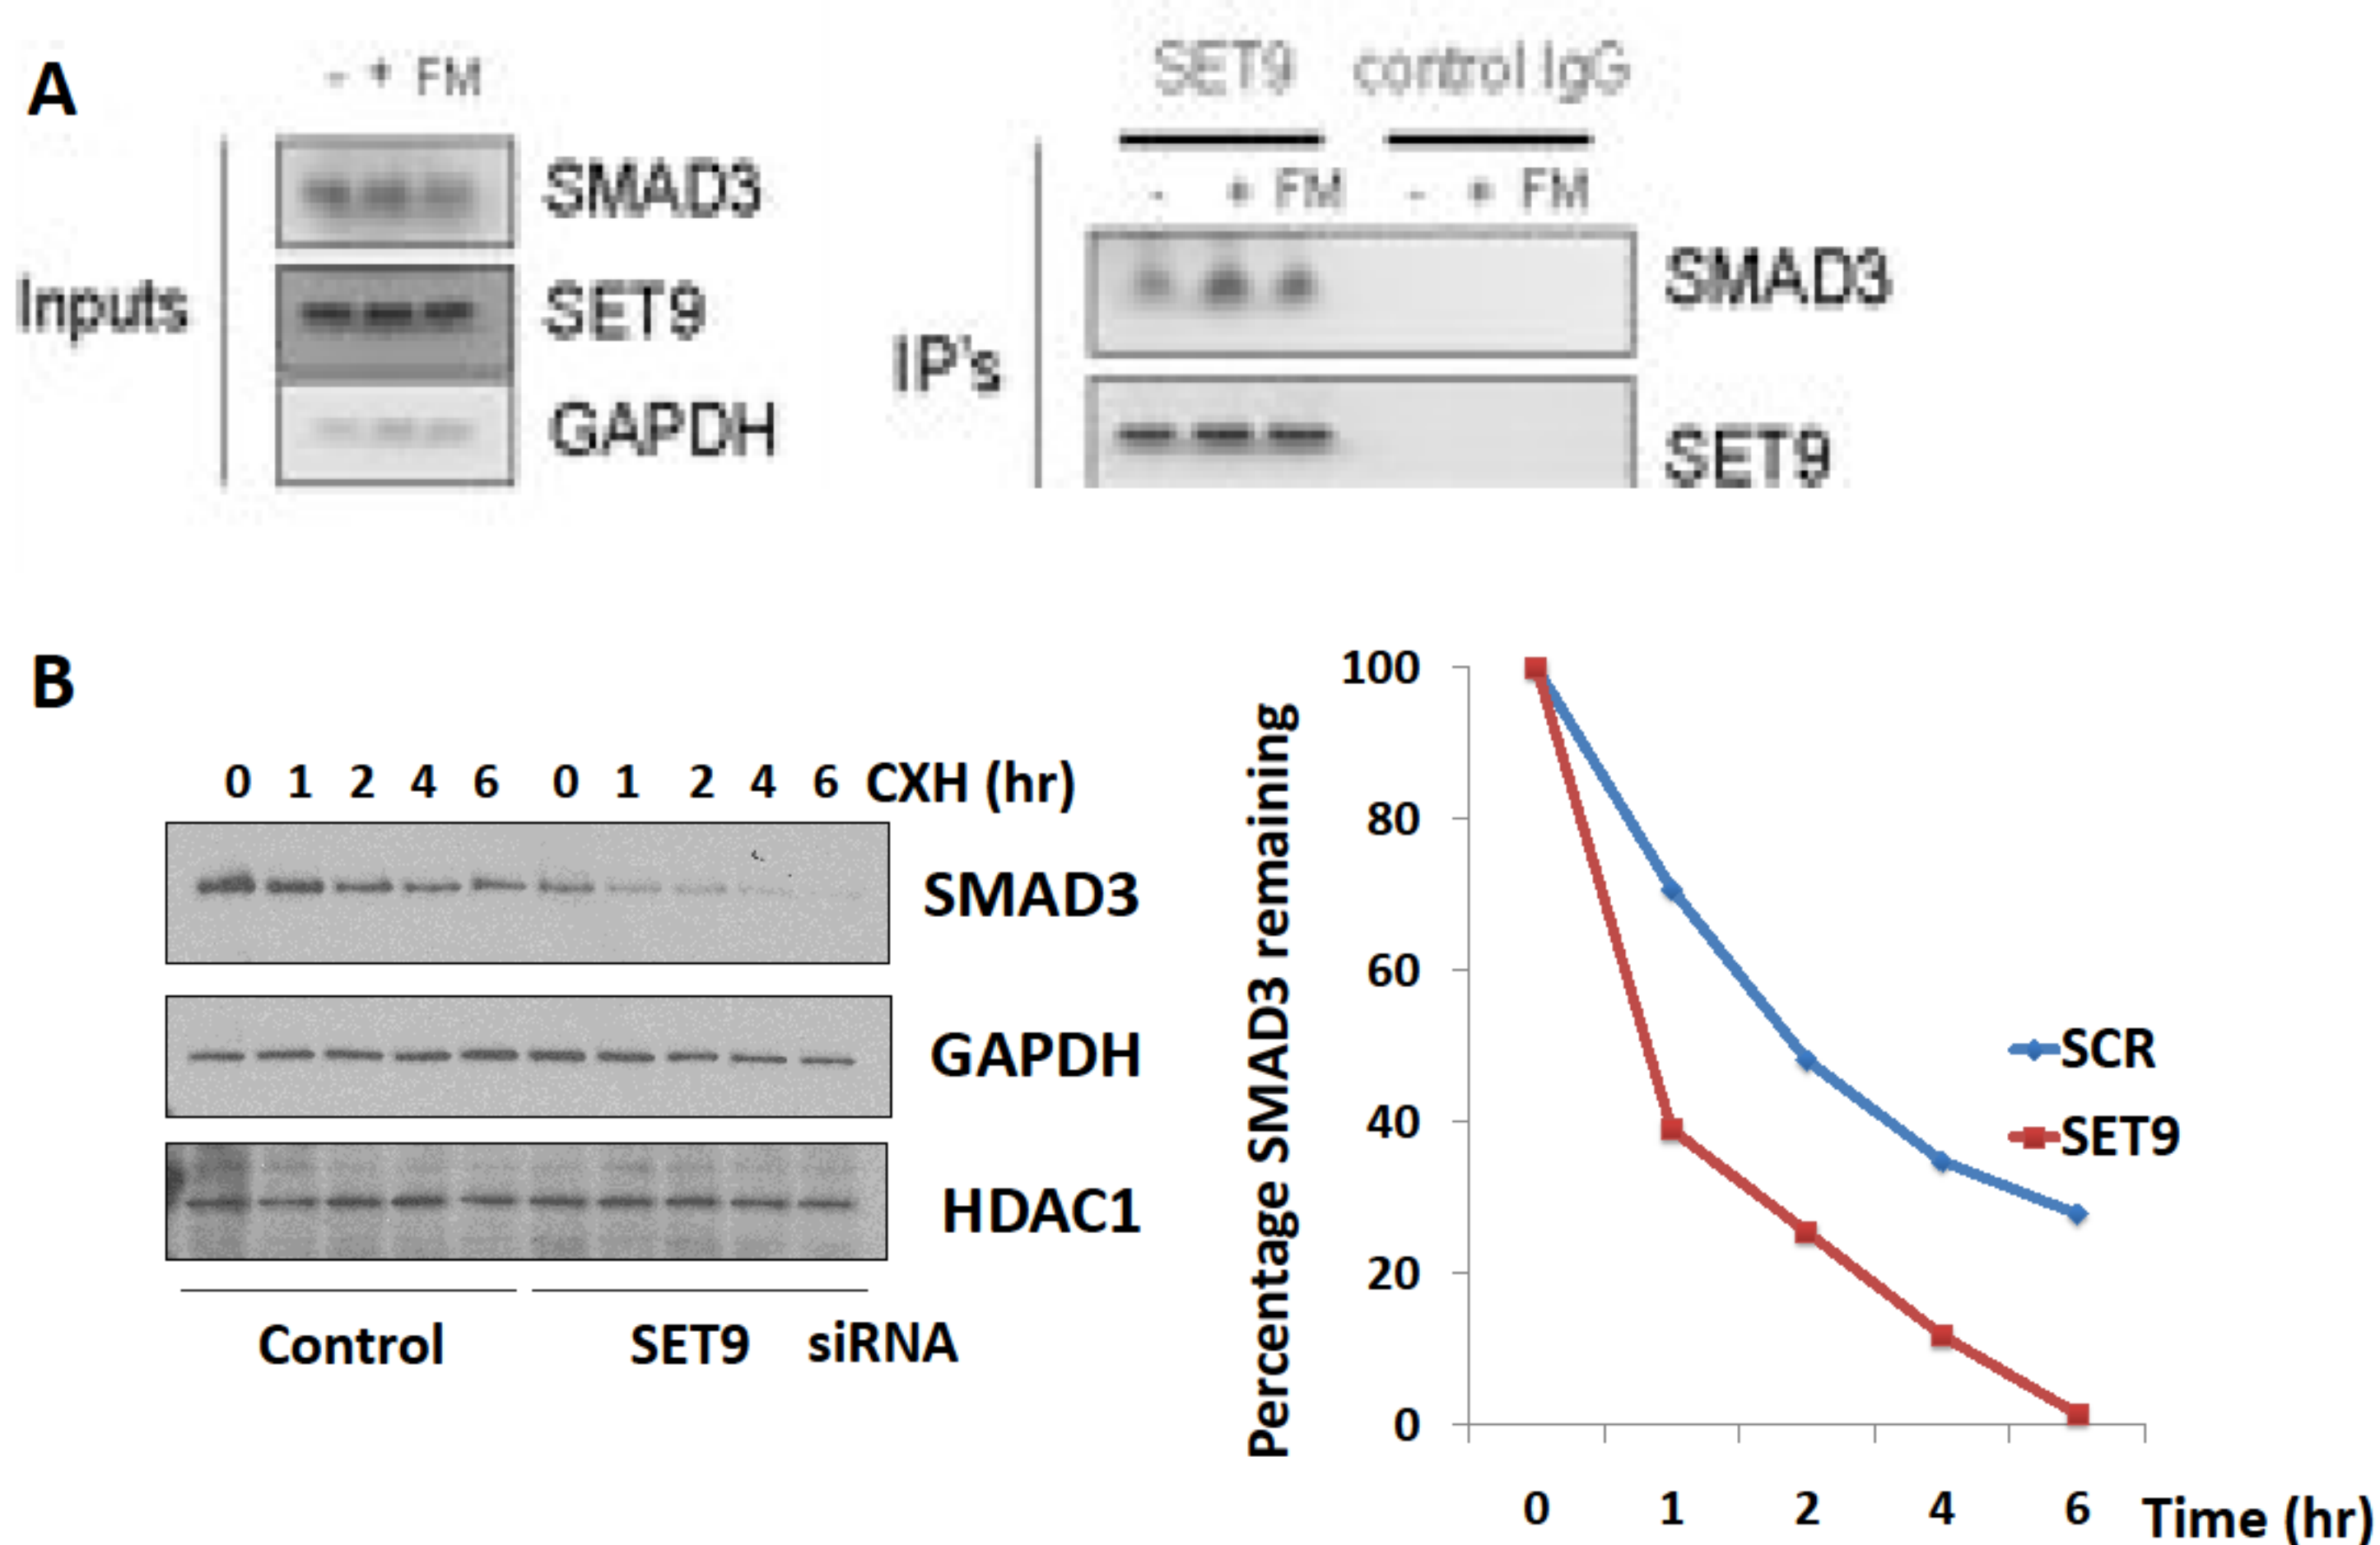 A
- + FM
Inputs
SMAD3
SET9
GAPDH
SET9 control IgG
- + FM - + FM
IP's
SMAD3
SET9
B
0 1 2 4 6 0 1 2 4 6 CXH (hr)
SMAD3
GAPDH
HDAC1
Control SET9 siRNA
Percentage SMAD3 remaining
100
80
60
40
20
0
0 1 2 4 6 Time (hr)
SCR
SET9